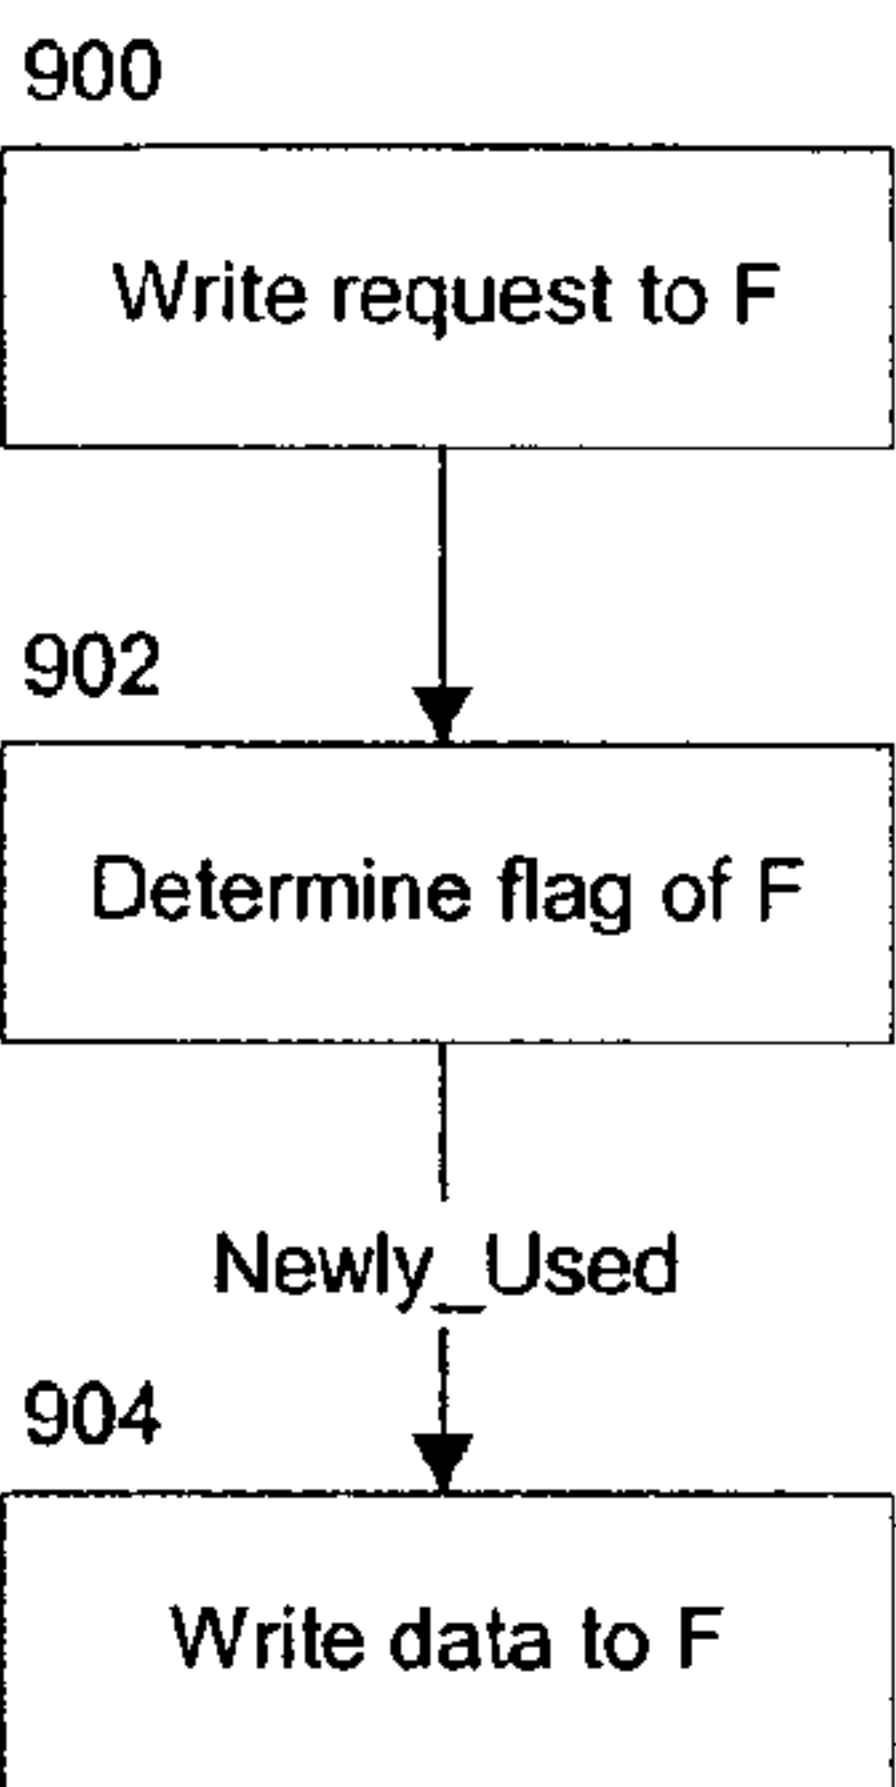 900
Write request to F
902
Determine flag of F
Newly_Used
904
Write data to F